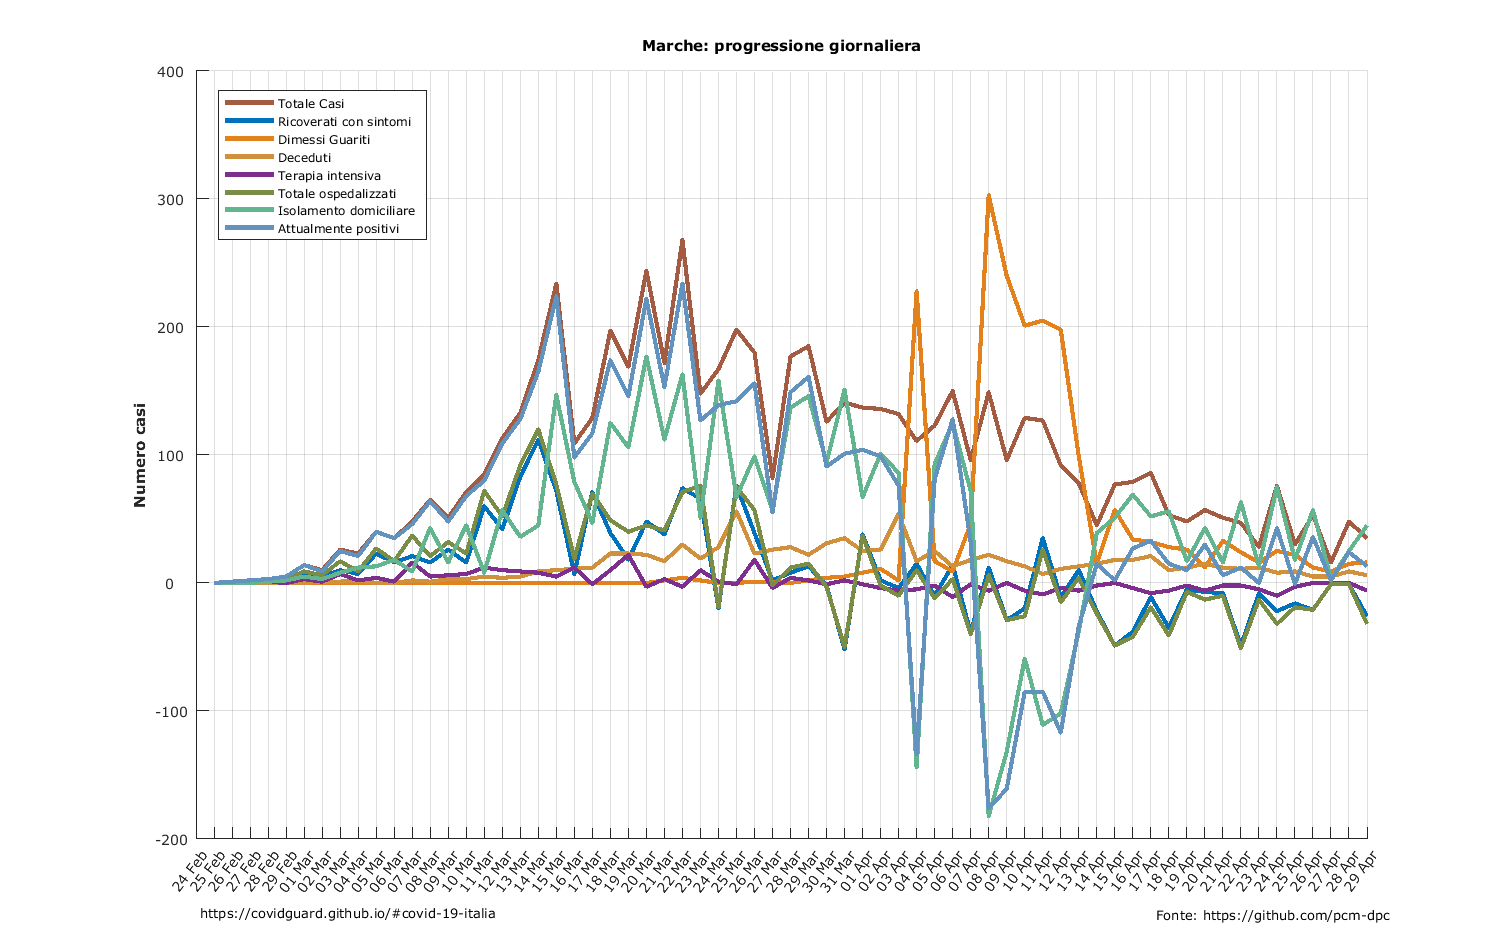 Marche: progressione giornaliera
400
300
200
100
0
-100
-200
Numero casi
Totale Casi
Ricoverati con sintomi
Dimessi Guariti
Deceduti
Terapia intensiva
Totale ospedalizzati
Isolamento domiciliare
Attualmente positivi
24 Feb
25 Feb
26 Feb
27 Feb
28 Feb
29 Feb
01 Mar
02 Mar
03 Mar
04 Mar
05 Mar
06 Mar
07 Mar
08 Mar
09 Mar
10 Mar
11 Mar
12 Mar
13 Mar
14 Mar
15 Mar
16 Mar
17 Mar
18 Mar
19 Mar
20 Mar
21 Mar
22 Mar
23 Mar
24 Mar
25 Mar
26 Mar
27 Mar
28 Mar
29 Mar
30 Mar
31 Mar
01 Apr
02 Apr
03 Apr
04 Apr
05 Apr
06 Apr
07 Apr
08 Apr
09 Apr
10 Apr
11 Apr
12 Apr
13 Apr
14 Apr
15 Apr
16 Apr
17 Apr
18 Apr
19 Apr
20 Apr
21 Apr
22 Apr
23 Apr
24 Apr
25 Apr
26 Apr
27 Apr
28 Apr
29 Apr
https://covidguard.github.io/#covid-19-italia
Fonte: https://github.com/pcm-dpc